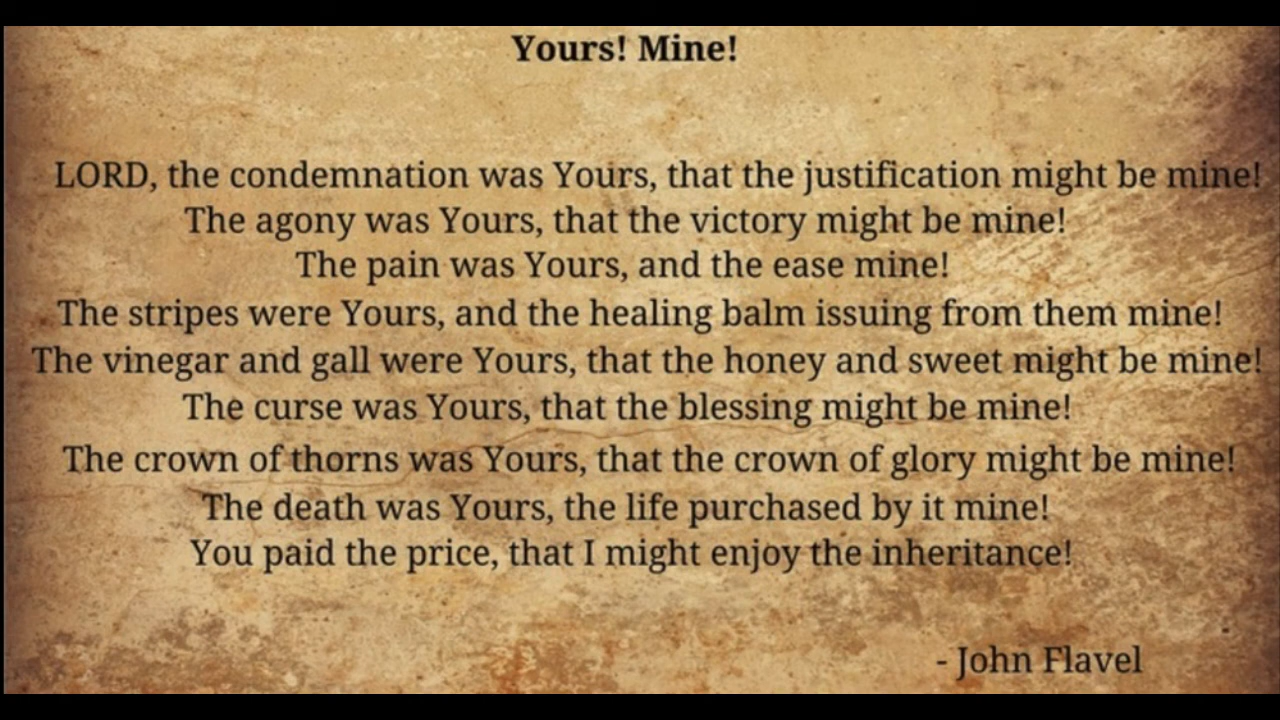 Yours! Mine!
LORD, the condemnation was Yours, that the justification might be mine!
The agony was Yours, that the victory might be mine!
The pain was Yours, and the ease mine!
The stripes were Yours, and the healing balm issuing from them mine!
The vinegar and gall were Yours, that the honey and sweet might be mine!
The curse was Yours, that the blessing might be mine!
The crown of thorns was Yours, that the crown of glory might be mine!
The death was Yours, the life purchased by it mine!
You paid the price, that I might enjoy the inheritance!
- John Flavel